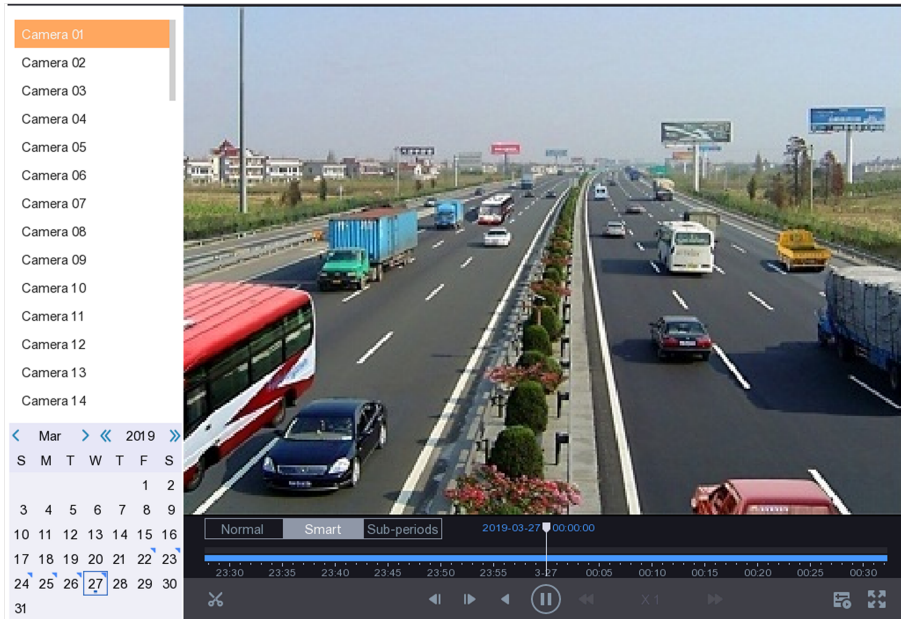 Camera 01
Camera 02
Camera 03
Camera 04
Camera 05
Camera 06
Camera 07
Camera 08
Camera 09
Camera 10
Camera 11
Camera 12
Camera 13
Camera 14
Mar 2019
S M T W T F S
1 2
3 4 5 6 7 8 9
10 11 12 13 14 15 16
17 18 19 20 21 22 23
24 25 26 27 28 29 30
31
Normal Smart Sub-periods
2019-03-27 00:00:00
23:30 23:35 23:40 23:45 23:50 23:55 3-27 00:05 00:10 00:15 00:20 00:25 00:30
X 1